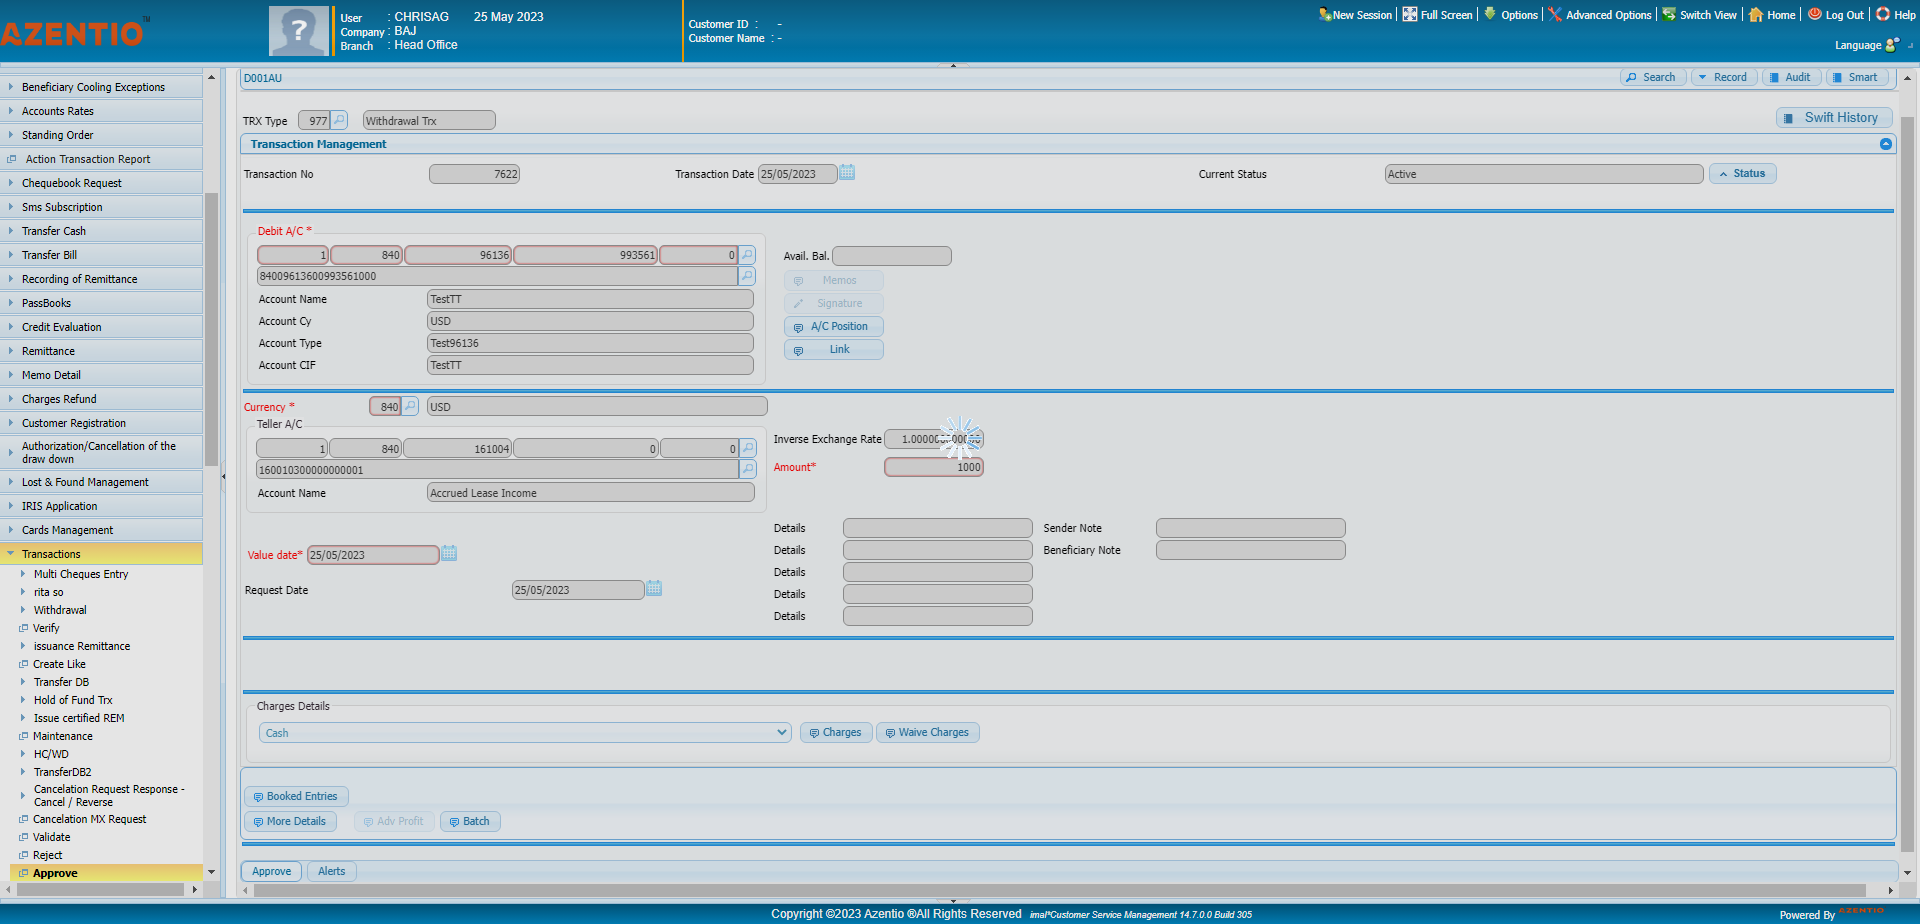 AZENTIO™
User : CHRISAG 25 May 2023
Company : BAJ
Branch : Head Office
Customer ID : -
Customer Name : -
New Session Full Screen Options Advanced Options Switch View Home Log Out Help
Language
Beneficiary Cooling Exceptions
Accounts Rates
Standing Order
Action Transaction Report
Chequebook Request
Sms Subscription
Transfer Cash
Transfer Bill
Recording of Remittance
PassBooks
Credit Evaluation
Remittance
Memo Detail
Charges Refund
Customer Registration
Authorization/Cancellation of the
draw down
Lost & Found Management
IRIS Application
Cards Management
Transactions
Multi Cheques Entry
rita so
Withdrawal
Verify
issuance Remittance
Create Like
Transfer DB
Hold of Fund Trx
Issue certified REM
Maintenance
HC/WD
TransferDB2
Cancelation Request Response -
Cancel / Reverse
Cancelation MX Request
Validate
Reject
Approve
D001AU
Search Record Audit Smart
TRX Type 977 Withdrawal Trx
Swift History
Transaction Management
Transaction No 7622 Transaction Date 25/05/2023 Current Status Active Status
Debit A/C *
1 840 96136 993561 0
84009613600993561000
Account Name TestTT
Account Cy USD
Account Type Test96136
Account CIF TestTT
Avail. Bal.
Memos
Signature
A/C Position
Link
Currency * 840 USD
Teller A/C
1 840 161004 0 0
160010300000000001
Account Name Accrued Lease Income
Inverse Exchange Rate
Amount* 1000
Value date* 25/05/2023
Request Date 25/05/2023
Details Sender Note
Details Beneficiary Note
Details
Details
Details
Charges Details
Cash Charges Waive Charges
Booked Entries
More Details Adv Profit Batch
Approve Alerts
Copyright ©2023 Azentio ®All Rights Reserved imal*Customer Service Management 14.7.0.0 Build 305
Powered By AZENTIO